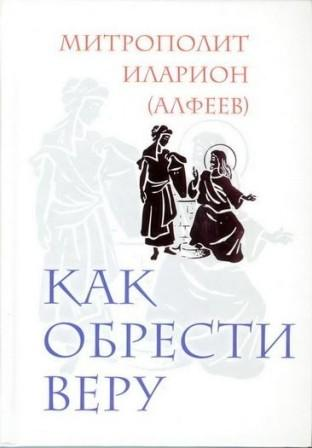 МИТРОПОЛИТ
ИЛАРИОН
(АЛФЕЕВ)
КАК
ОБРЕСТИ
ВЕРУ